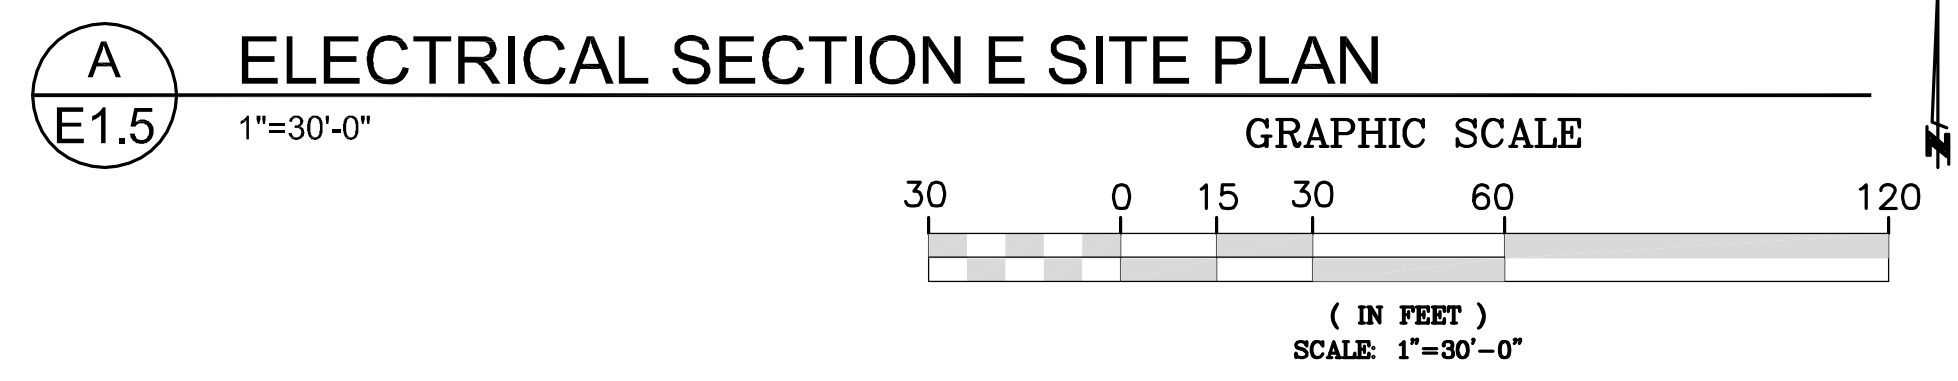 A
E1.5
ELECTRICAL SECTION E SITE PLAN
1"=30'-0"
GRAPHIC SCALE
30 0 15 30 60 120
( IN FEET )
SCALE: 1"=30'-0"
N